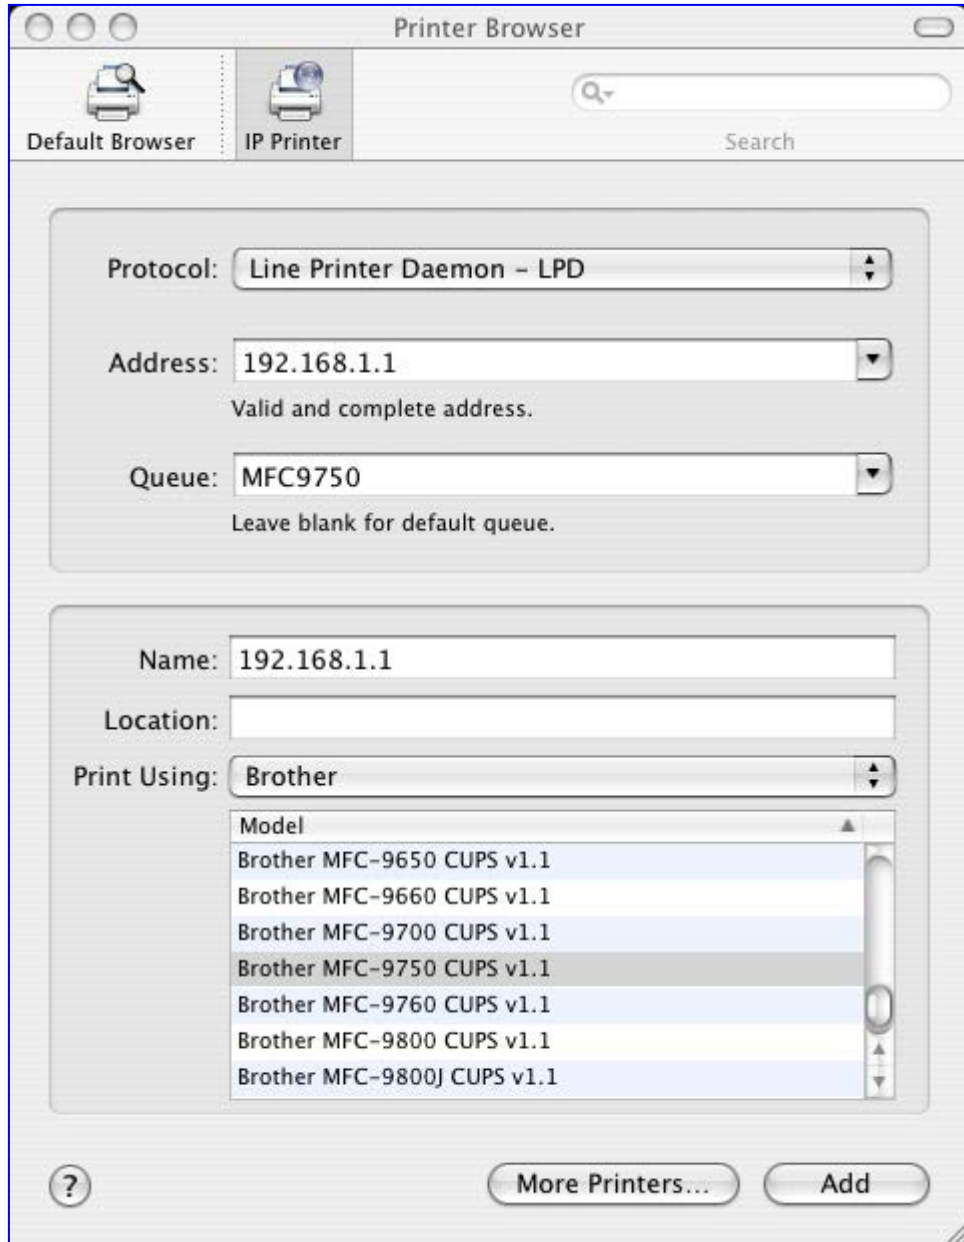 Printer Browser
Default Browser
IP Printer
Search
Protocol: Line Printer Daemon – LPD
Address: 192.168.1.1
Valid and complete address.
Queue: MFC9750
Leave blank for default queue.
Name: 192.168.1.1
Location:
Print Using: Brother
Model
Brother MFC-9650 CUPS v1.1
Brother MFC-9660 CUPS v1.1
Brother MFC-9700 CUPS v1.1
Brother MFC-9750 CUPS v1.1
Brother MFC-9760 CUPS v1.1
Brother MFC-9800 CUPS v1.1
Brother MFC-9800J CUPS v1.1
? More Printers... Add